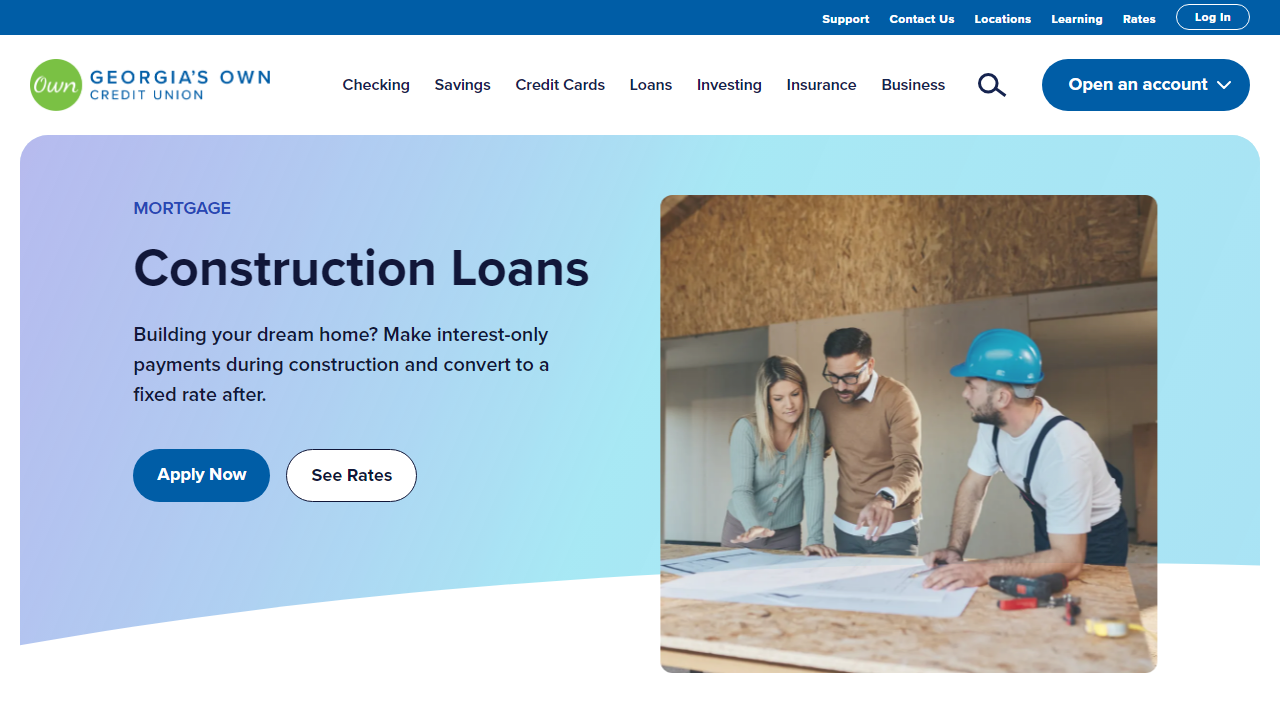 Support Contact Us Locations Learning Rates Log In
Own GEORGIA'S OWN
CREDIT UNION
Checking Savings Credit Cards Loans Investing Insurance Business Open an account
MORTGAGE
Construction Loans
Building your dream home? Make interest-only
payments during construction and convert to a
fixed rate after.
Apply Now See Rates